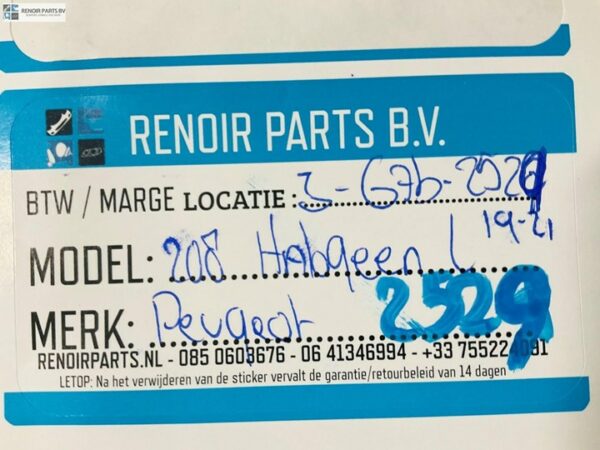 RENOIR PARTS BV
RENOIR PARTS B.V.
BTW / MARGE LOCATIE: 3-G7b-2529
19-21
MODEL: 208 Habqeen L
MERK: Peugeot 2529
RENOIRPARTS.NL - 085 0603676 - 06 41346994 - +33 755224091
LETOP: Na het verwijderen van de sticker vervalt de garantie/retourbeleid van 14 dagen